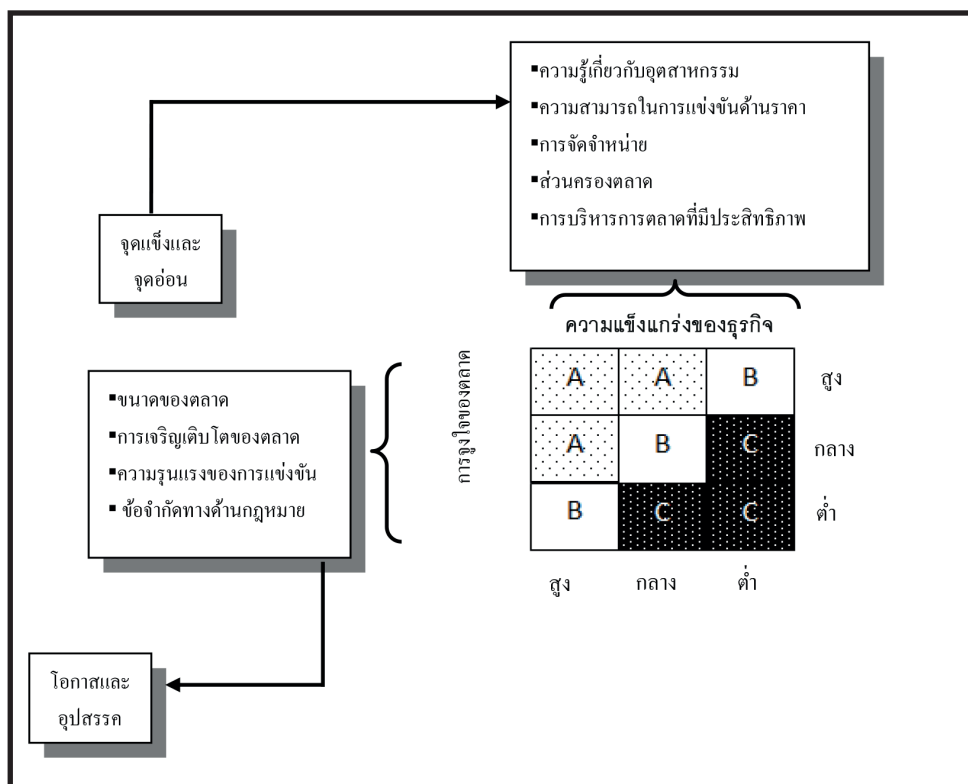 ▪ความรู้เกี่ยวกับอุตสาหกรรม
▪ความสามารถในการแข่งขันด้านราคา
▪การจัดจำหน่าย
▪ส่วนครองตลาด
▪การบริหารการตลาดที่มีประสิทธิภาพ
จุดแข็งและ
จุดอ่อน
ความแข็งแกร่งของธุรกิจ
▪ขนาดของตลาด
▪การเจริญเติบโตของตลาด
▪ความรุนแรงของการแข่งขัน
▪ ข้อจำกัดทางด้านกฎหมาย
การจูงใจของตลาด
A A B สูง
A B C กลาง
B C C ต่ำ
สูง กลาง ต่ำ
โอกาสและ
อุปสรรค